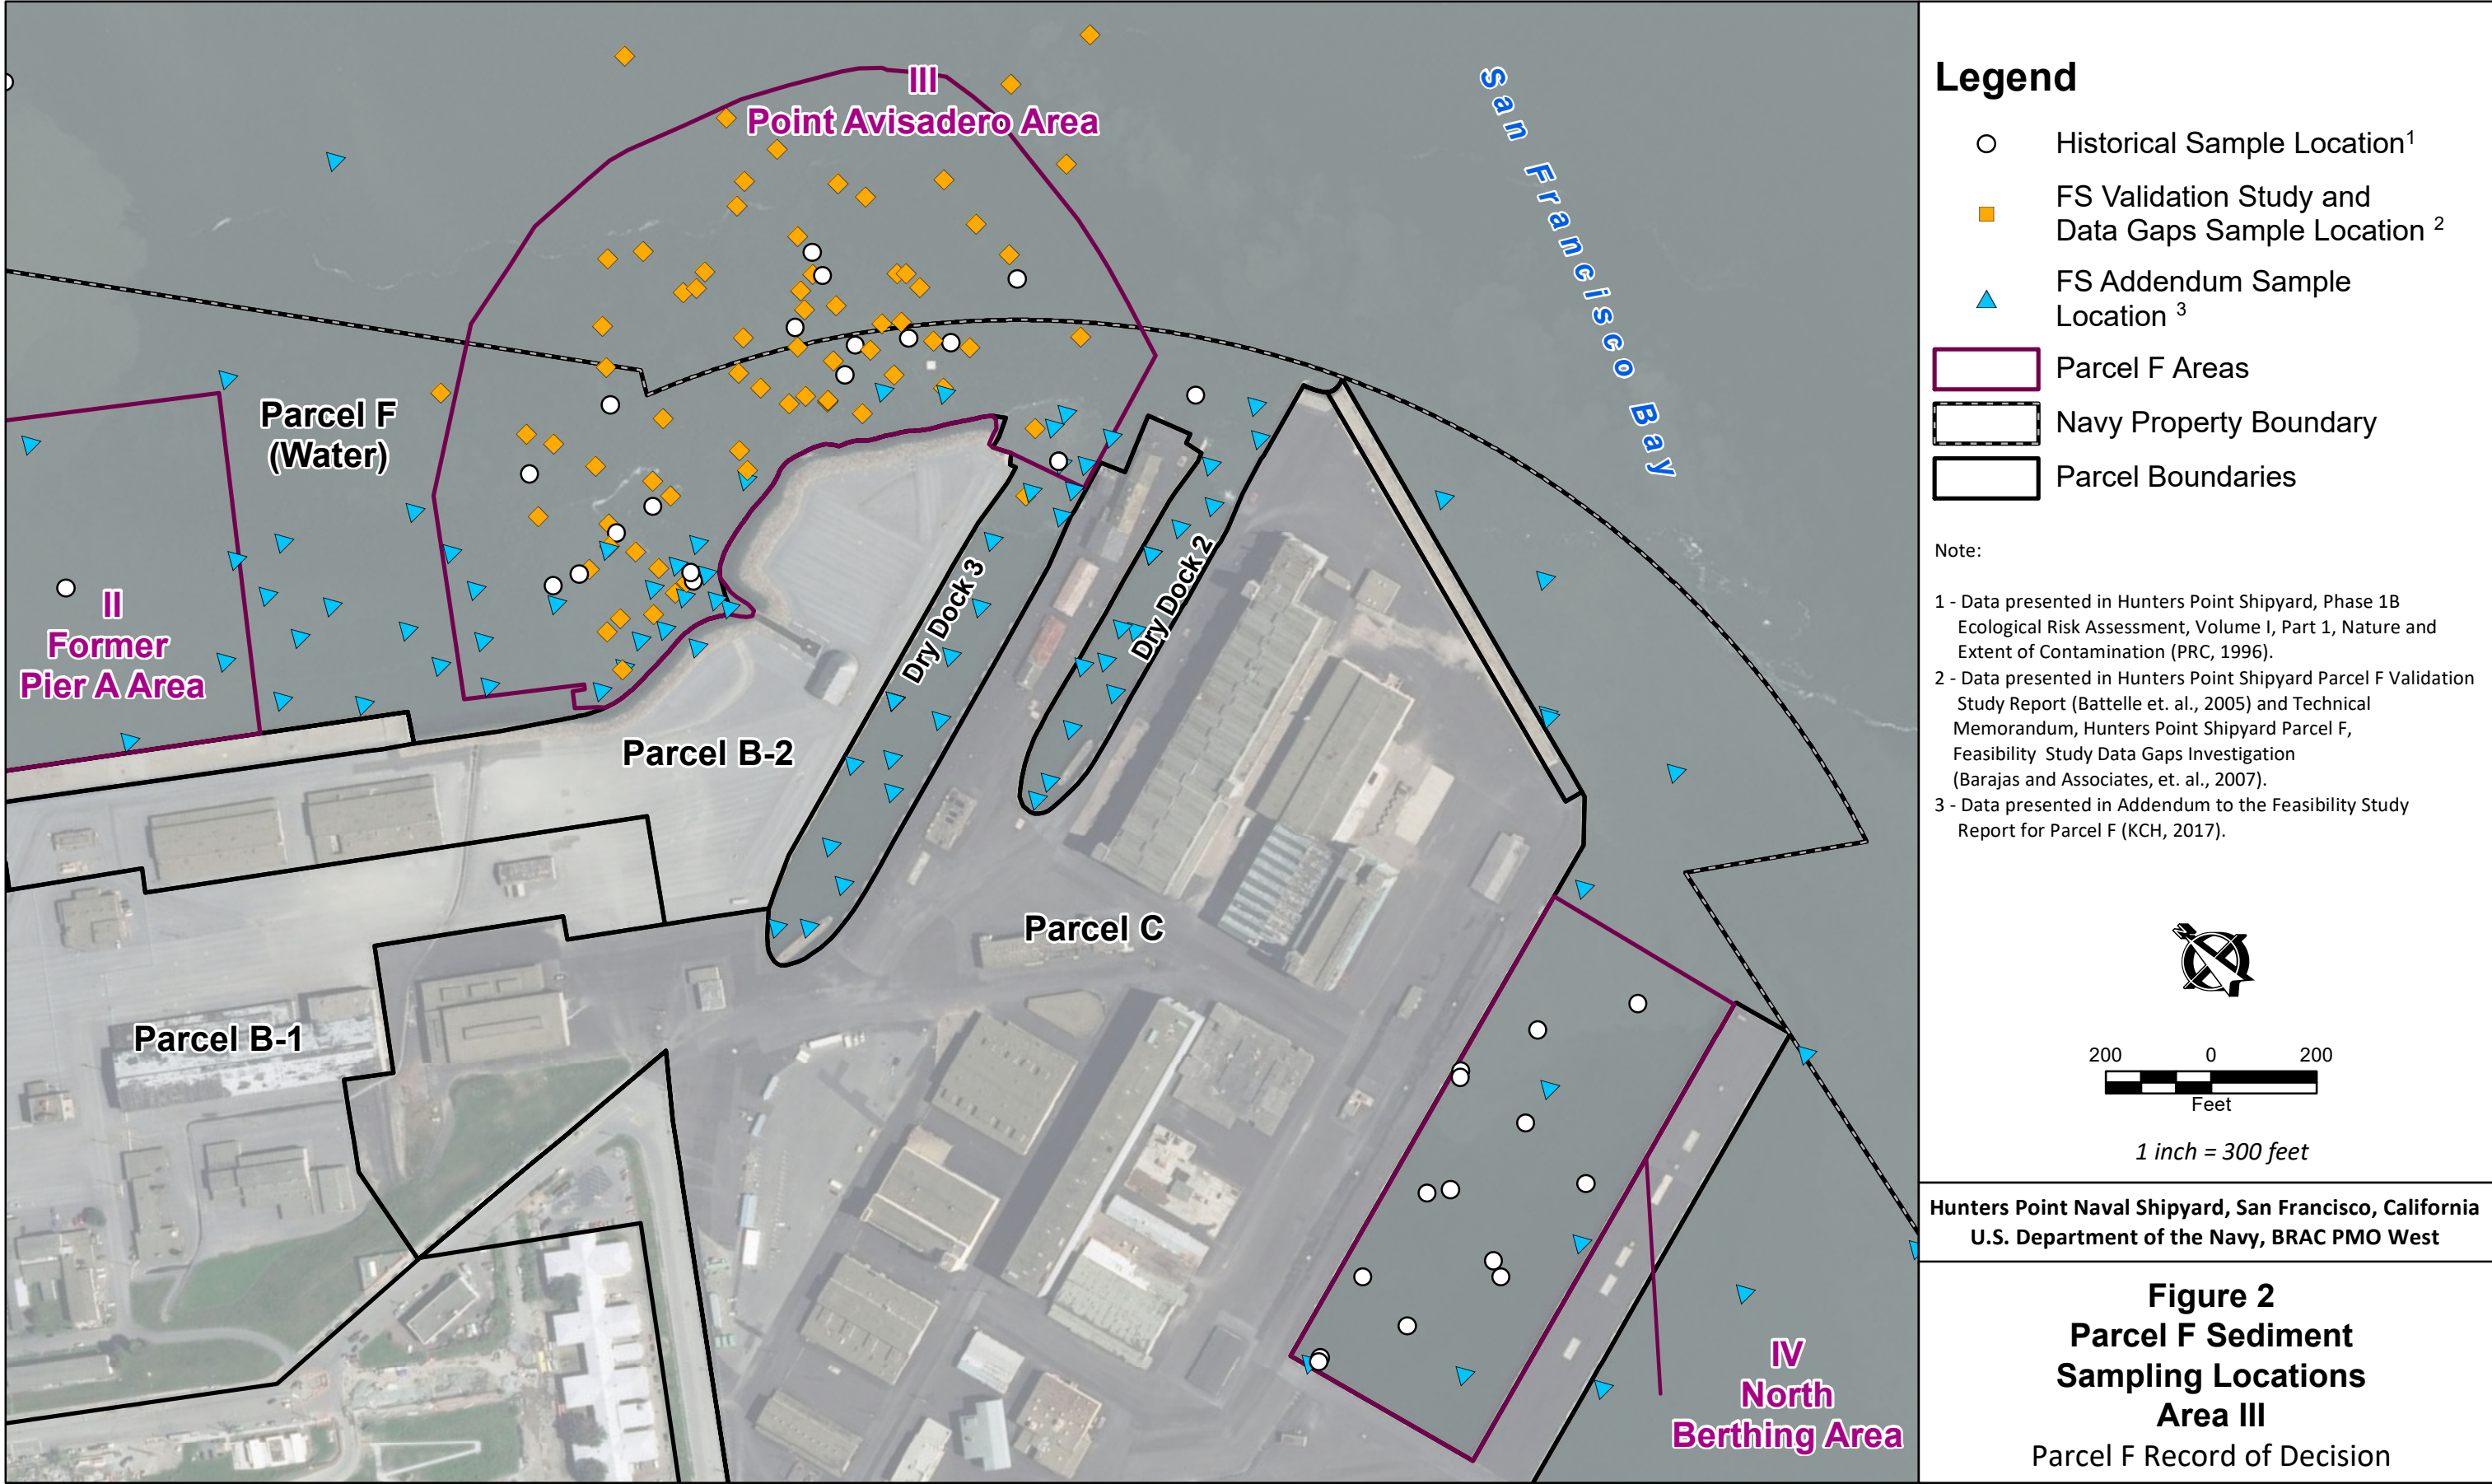 III
Point Avisadero Area
San Francisco Bay
Parcel F
(Water)
II
Former
Pier A Area
Dry Dock 3
Dry Dock 2
Parcel B-2
Parcel C
Parcel B-1
IV
North
Berthing Area
Legend
Historical Sample Location¹
FS Validation Study and
Data Gaps Sample Location ²
FS Addendum Sample
Location ³
Parcel F Areas
Navy Property Boundary
Parcel Boundaries
Note:
1 - Data presented in Hunters Point Shipyard, Phase 1B
Ecological Risk Assessment, Volume I, Part 1, Nature and
Extent of Contamination (PRC, 1996).
2 - Data presented in Hunters Point Shipyard Parcel F Validation
Study Report (Battelle et. al., 2005) and Technical
Memorandum, Hunters Point Shipyard Parcel F,
Feasibility Study Data Gaps Investigation
(Barajas and Associates, et. al., 2007).
3 - Data presented in Addendum to the Feasibility Study
Report for Parcel F (KCH, 2017).
N
200 0 200
Feet
1 inch = 300 feet
Hunters Point Naval Shipyard, San Francisco, California
U.S. Department of the Navy, BRAC PMO West
Figure 2
Parcel F Sediment
Sampling Locations
Area III
Parcel F Record of Decision